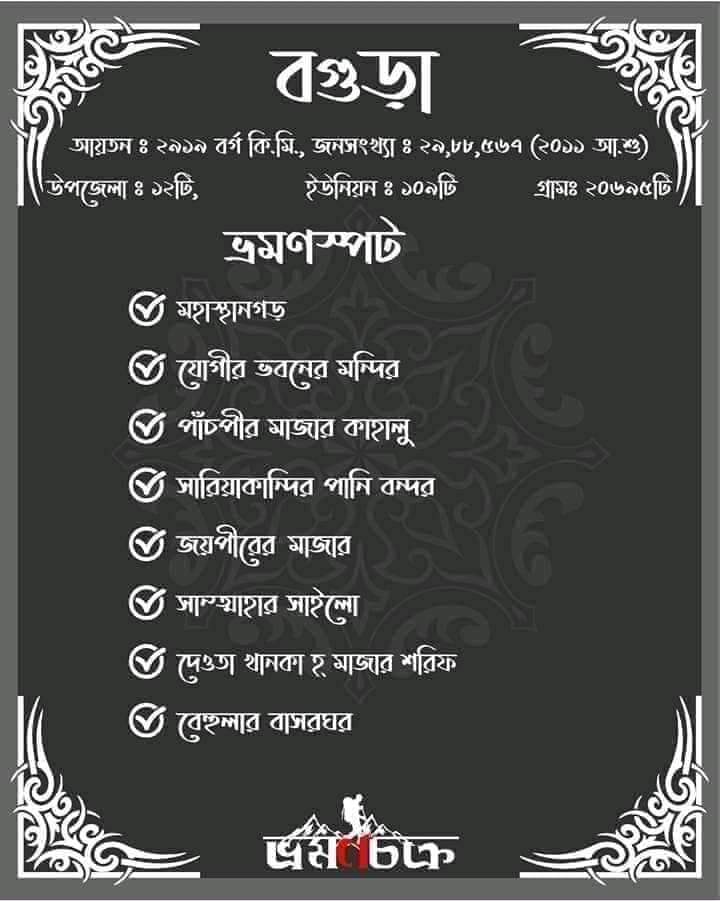 বগুড়া
আয়তন ঃ ২৯১৯ বর্গ কি.মি., জনসংখ্যা ঃ ২৯,৮৮,৫৬৭ (২০১১ আ.শু)
উপজেলা ঃ ১২টি, ইউনিয়ন ঃ ১০৯টি গ্রামঃ ২০৬৯৫টি
ভ্রমণস্পট
মহাস্থানগড়
যোগীর ভবনের মন্দির
পাঁচপীর মাজার কাহালু
সারিয়াকান্দির পানি বন্দর
জয়পীরের মাজার
সান্তাহার সাইলো
দেওতা খানকা হ্ মাজার শরিফ
বেহুলার বাসরঘর
ভ্রমণচক্র